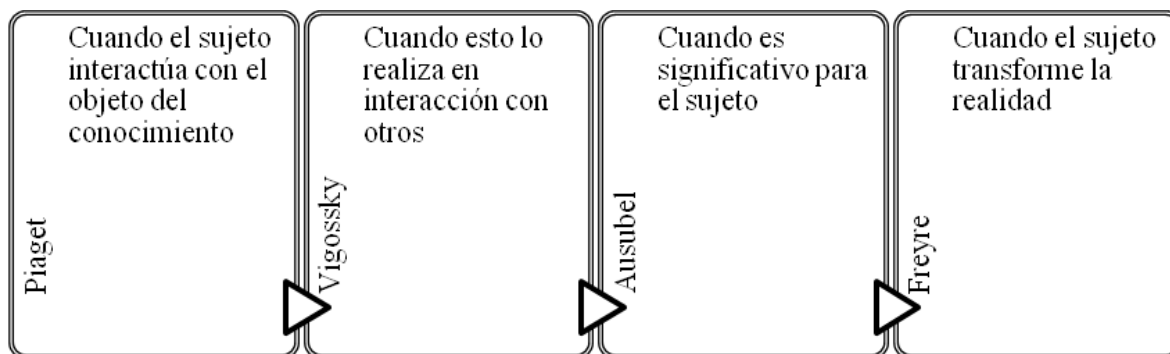 Cuando el sujeto
interactúa con el
objeto del
conocimiento
Piaget
Cuando esto lo
realiza en
interacción con
otros
Vigossky
Cuando es
significativo para
el sujeto
Ausubel
Cuando el sujeto
transforme la
realidad
Freyre